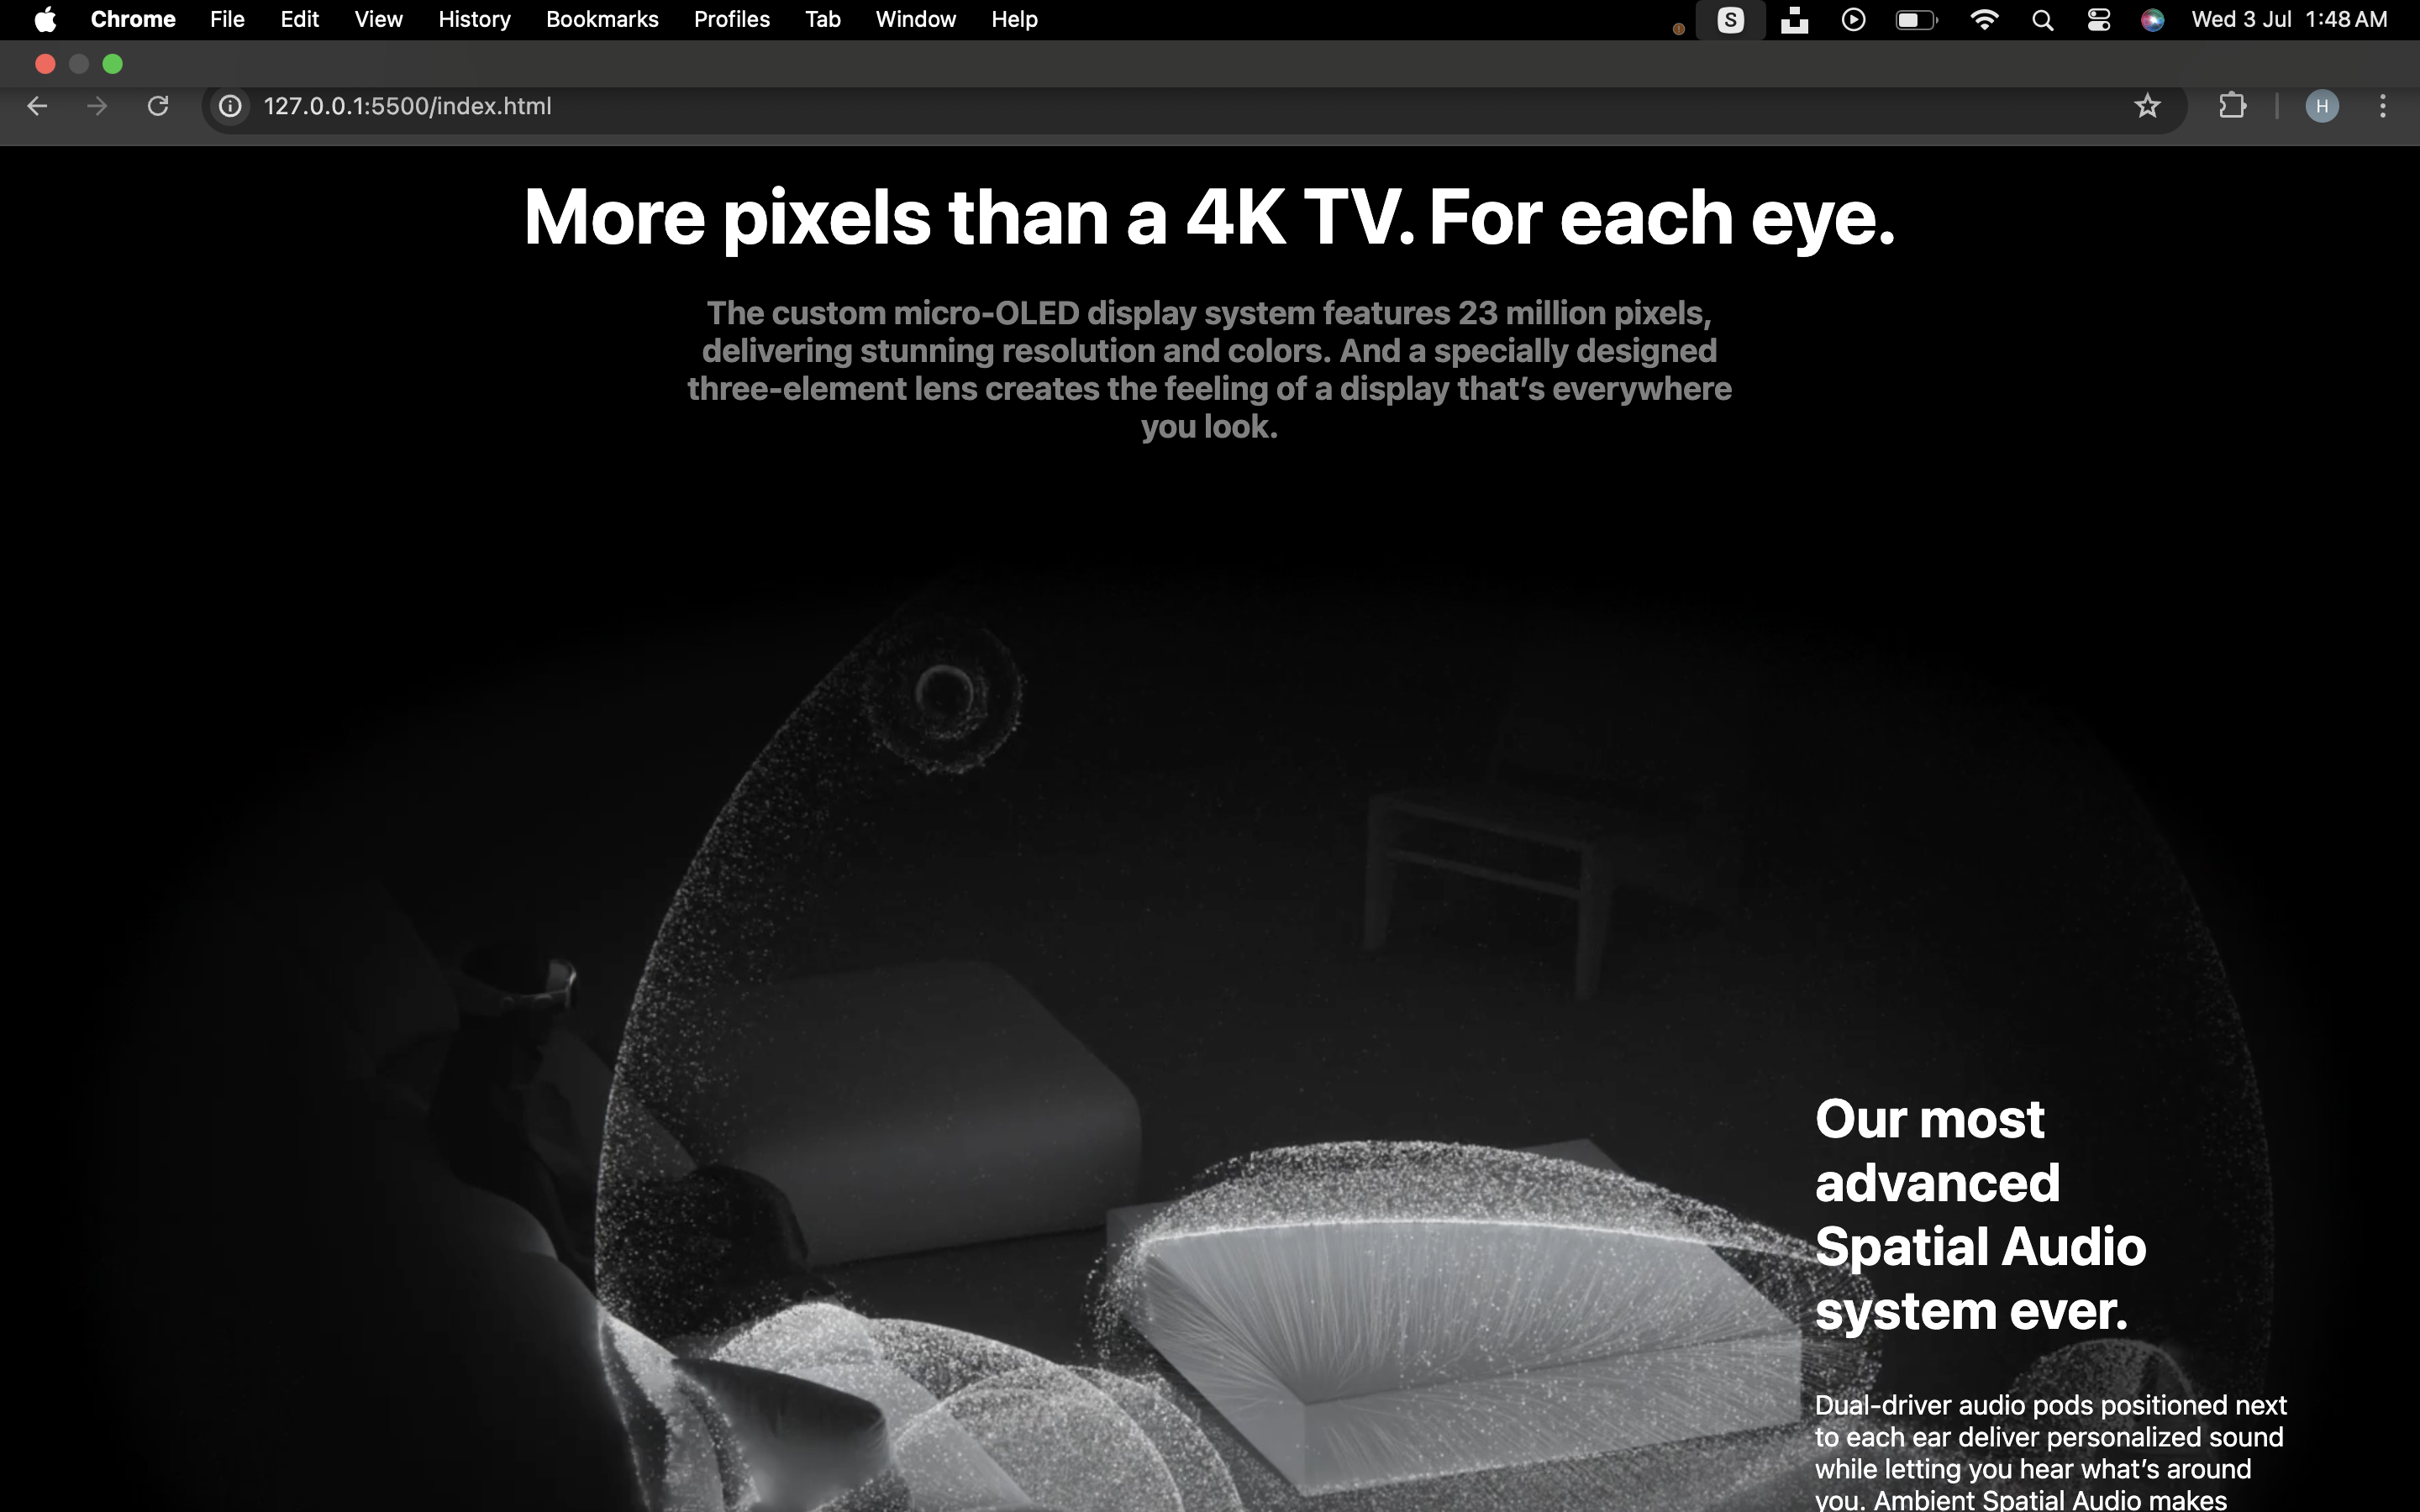 Chrome File Edit View History Bookmarks Profiles Tab Window Help S Wed 3 Jul 1:48 AM
127.0.0.1:5500/index.html H
More pixels than a 4K TV. For each eye.
The custom micro-OLED display system features 23 million pixels,
delivering stunning resolution and colors. And a specially designed
three-element lens creates the feeling of a display that’s everywhere
you look.
Our most
advanced
Spatial Audio
system ever.
Dual-driver audio pods positioned next
to each ear deliver personalized sound
while letting you hear what’s around
you. Ambient Spatial Audio makes